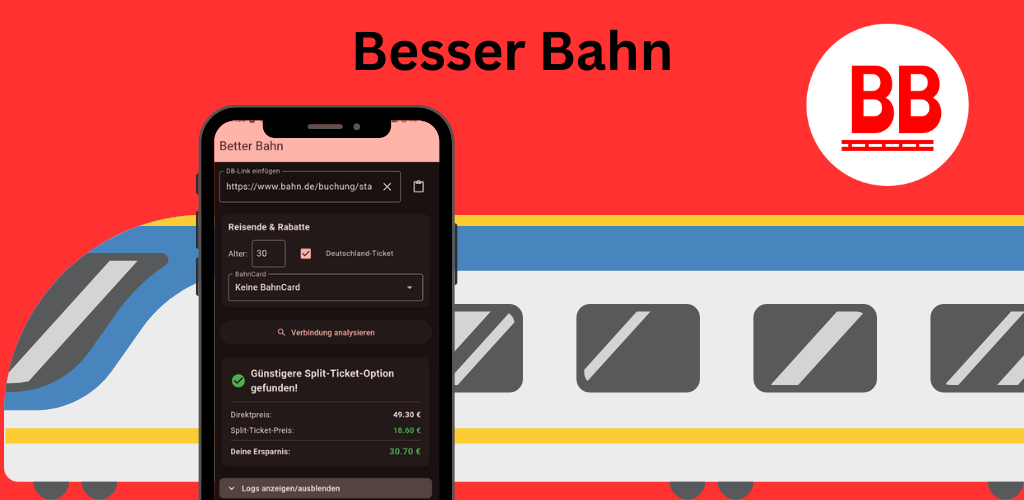 Besser Bahn
BB
Better Bahn
DB-Link einfügen
https://www.bahn.de/buchung/sta
Reisende & Rabatte
Alter: 30 Deutschland-Ticket
BahnCard
Keine BahnCard
Verbindung analysieren
Günstigere Split-Ticket-Option
gefunden!
Direktpreis: 49.30 €
Split-Ticket-Preis: 18.60 €
Deine Ersparnis: 30.70 €
Logs anzeigen/ausblenden